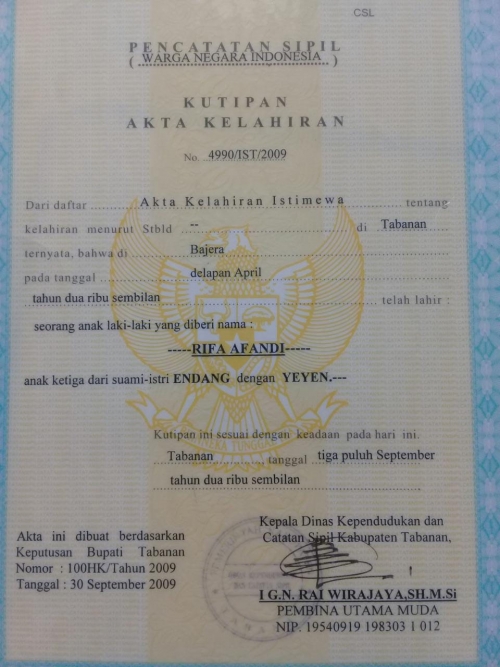 CSL
PENCATATAN SIPIL
( WARGA NEGARA INDONESIA )
KUTIPAN
AKTA KELAHIRAN
No. 4990/IST/2009
Dari daftar Akta Kelahiran Istimewa tentang
kelahiran menurut Stbld -- di Tabanan
ternyata, bahwa di Bajera
pada tanggal delapan April
tahun dua ribu sembilan telah lahir :
seorang anak laki-laki yang diberi nama :
-----RIFA AFANDI-----
anak ketiga dari suami-istri ENDANG dengan YEYEN.---
Kutipan ini sesuai dengan keadaan pada hari ini.
Tabanan, tanggal tiga puluh September
tahun dua ribu sembilan
Kepala Dinas Kependudukan dan
Catatan Sipil Kabupaten Tabanan,
I G.N. RAI WIRAJAYA,SH.M.Si
PEMBINA UTAMA MUDA
NIP. 19540919 198303 1 012
Akta ini dibuat berdasarkan
Keputusan Bupati Tabanan
Nomor : 100HK/Tahun 2009
Tanggal : 30 September 2009